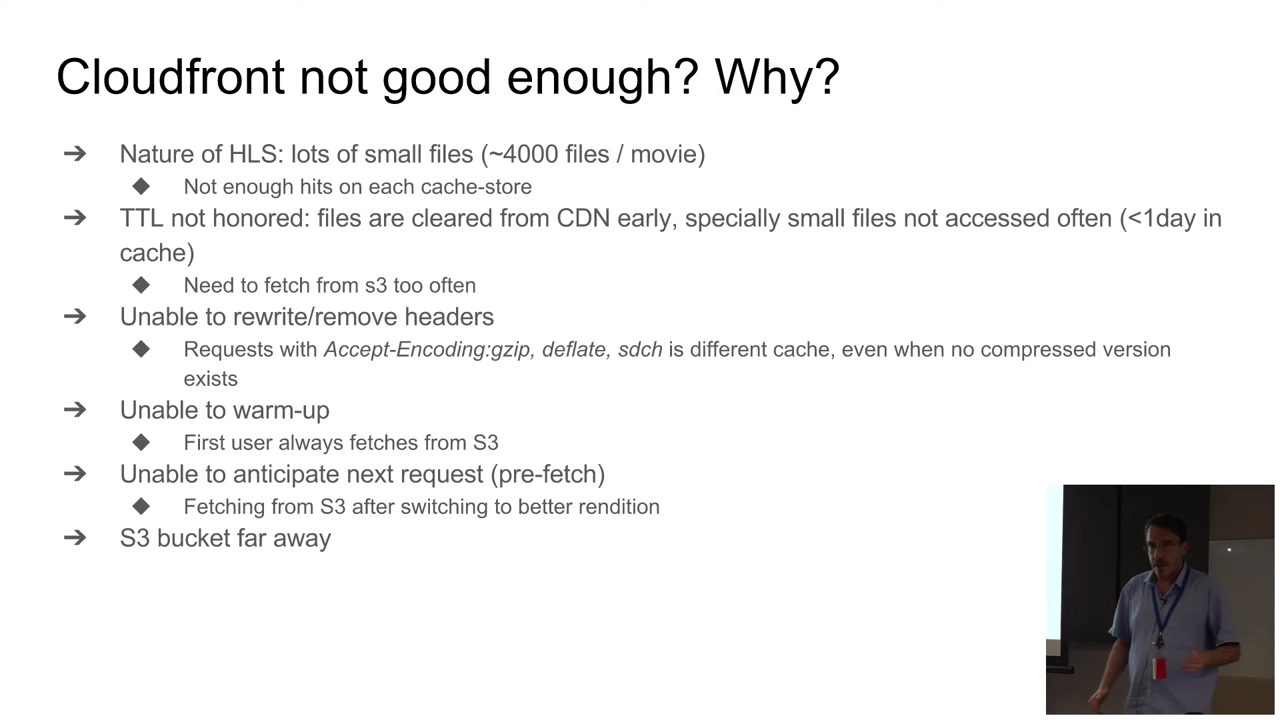 Cloudfront not good enough? Why?
➔ Nature of HLS: lots of small files (~4000 files / movie)
◆ Not enough hits on each cache-store
➔ TTL not honored: files are cleared from CDN early, specially small files not accessed often (<1day in
cache)
◆ Need to fetch from s3 too often
➔ Unable to rewrite/remove headers
◆ Requests with Accept-Encoding:gzip, deflate, sdch is different cache, even when no compressed version
exists
➔ Unable to warm-up
◆ First user always fetches from S3
➔ Unable to anticipate next request (pre-fetch)
◆ Fetching from S3 after switching to better rendition
➔ S3 bucket far away